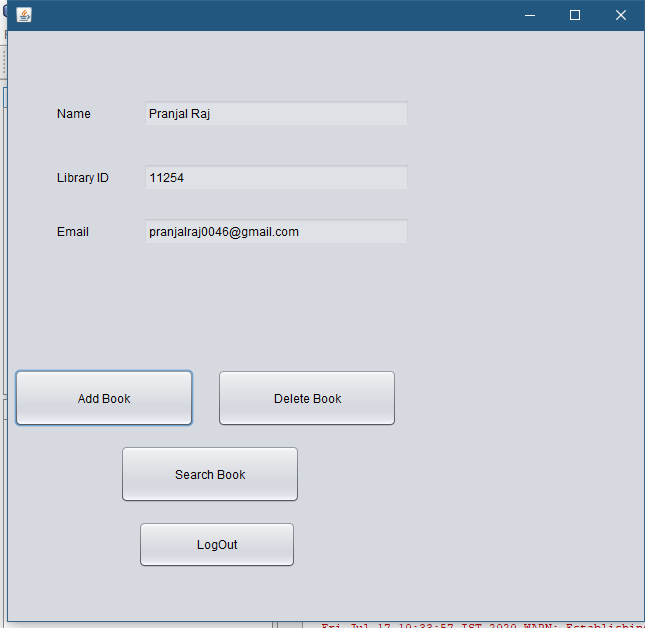 Name Pranjal Raj
Library ID 11254
Email pranjalraj0046@gmail.com
Add Book Delete Book
Search Book
LogOut
Fri Jul 17 10:33:57 IST 2020 WARN: Establishing